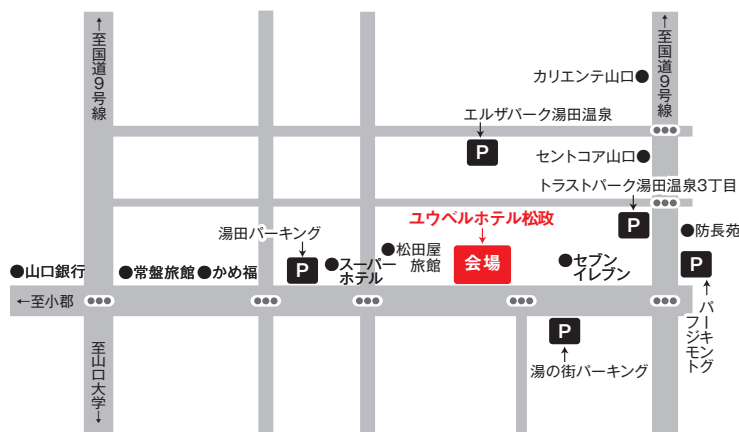 ←至国道9号線
←至国道9号線
カリエンテ山口●
エルザパーク湯田温泉
P
セントコア山口●
トラストパーク湯田温泉3丁目
P
ユウベルホテル松政
湯田パーキング
●防長苑
●松田屋
旅館
会場
●山口銀行
●常盤旅館
●かめ福
P
●スーパー
ホテル
●セブン
イレブン
P
←至小郡
P
パーキング
フジモト
至山口大学→
湯の街パーキング